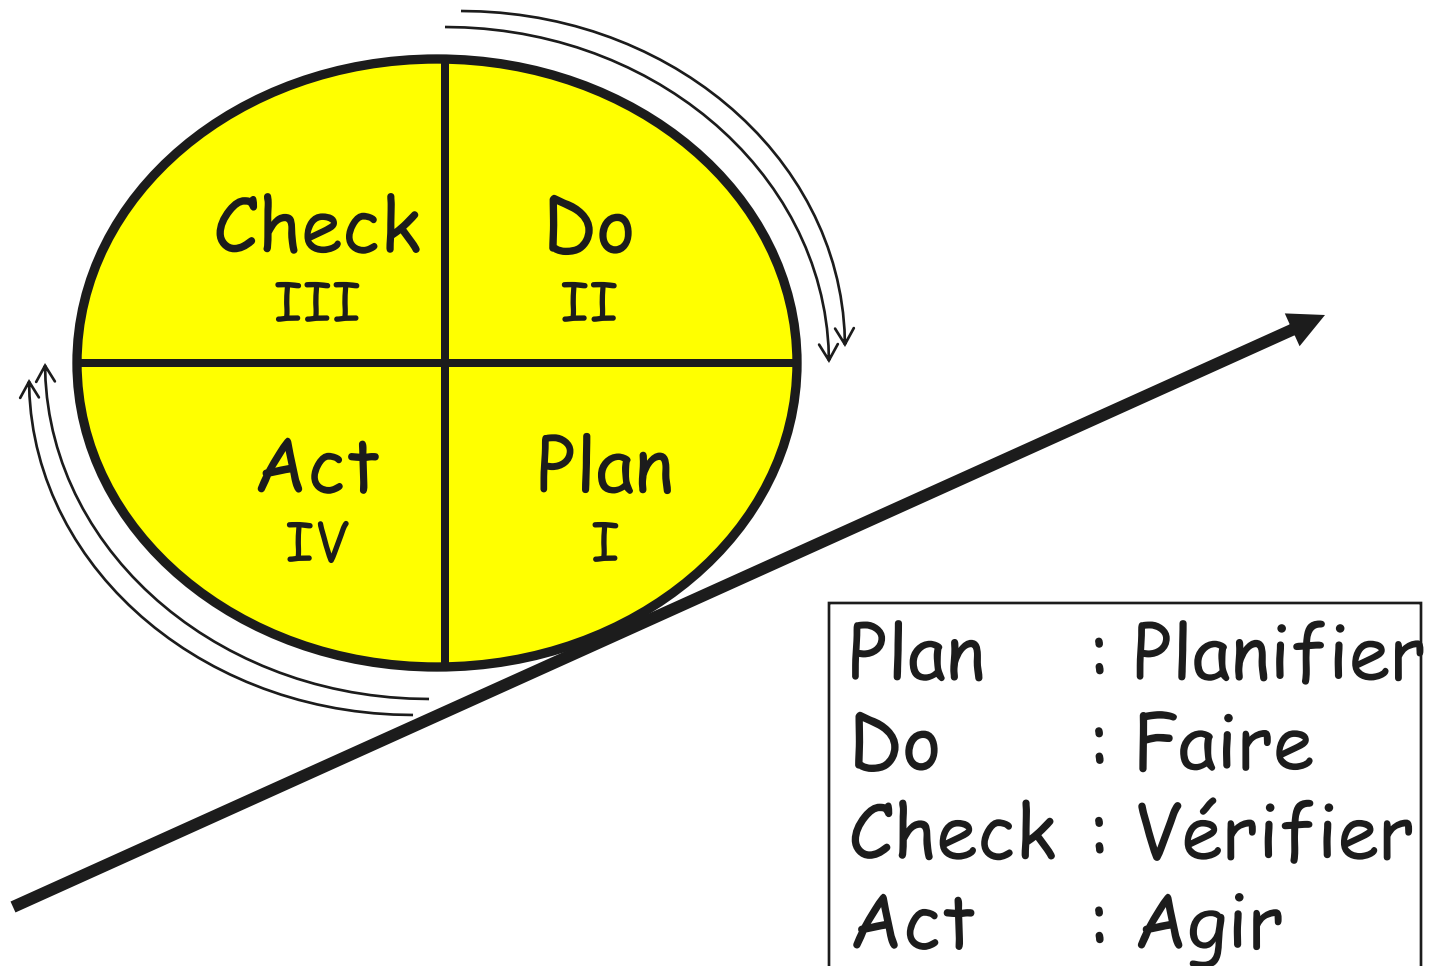 Check Do
III II
Act Plan
IV I
Plan : Planifier
Do : Faire
Check : Vérifier
Act : Agir